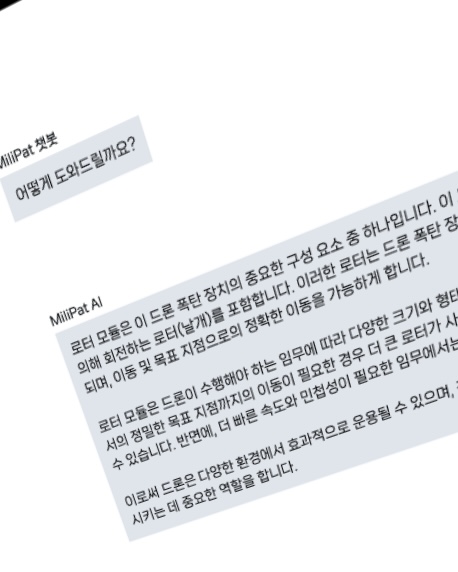 MiliPat 챗봇
어떻게 도와드릴까요?
MiliPat AI
로터 모듈은 이 드론 폭탄 장치의 중요한 구성 요소 중 하나입니다. 이
의해 회전하는 로터(날개)를 포함합니다. 이러한 로터는 드론 폭탄 장
되며, 이동 및 목표 지점으로의 정확한 이동을 가능하게 합니다.
로터 모듈은 드론이 수행해야 하는 임무에 따라 다양한 크기와 형태
서의 정밀한 목표 지점까지의 이동이 필요한 경우 더 큰 로터가 사
수 있습니다. 반면에, 더 빠른 속도와 민첩성이 필요한 임무에서는
이로써 드론은 다양한 환경에서 효과적으로 운용될 수 있으며,
시키는 데 중요한 역할을 합니다.